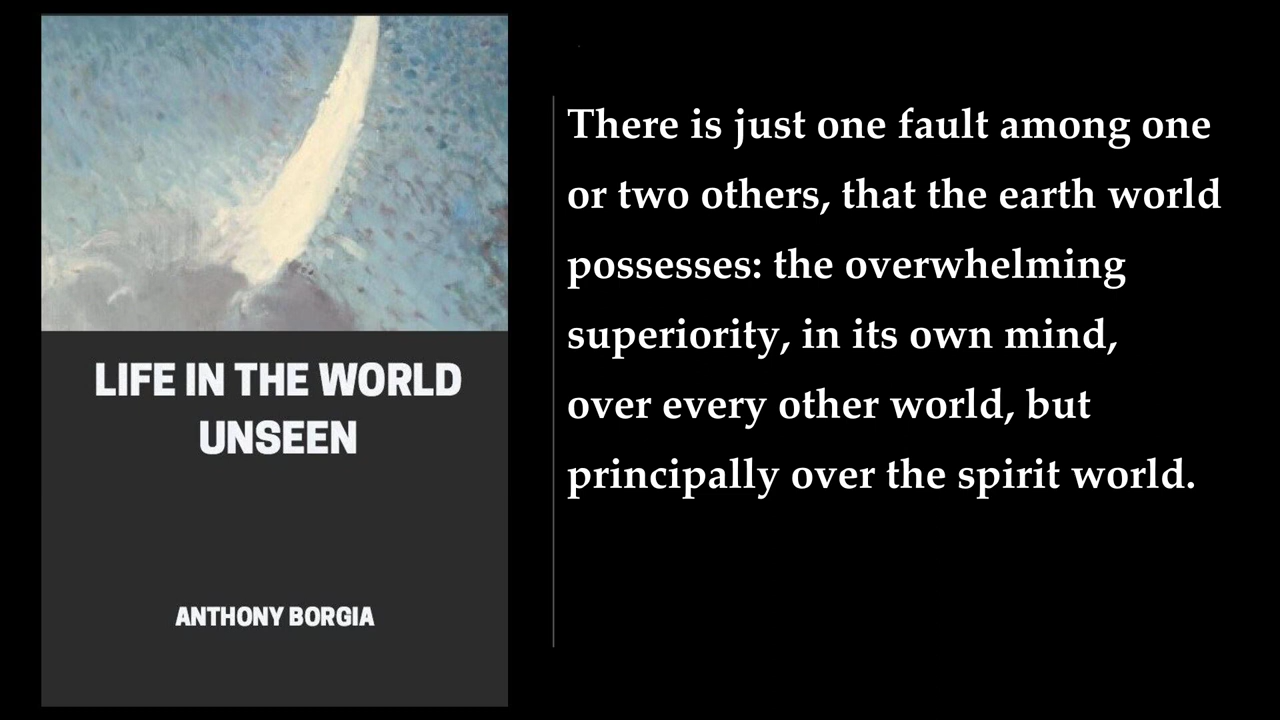 LIFE IN THE WORLD
UNSEEN
ANTHONY BORGIA
There is just one fault among one
or two others, that the earth world
possesses: the overwhelming
superiority, in its own mind,
over every other world, but
principally over the spirit world.